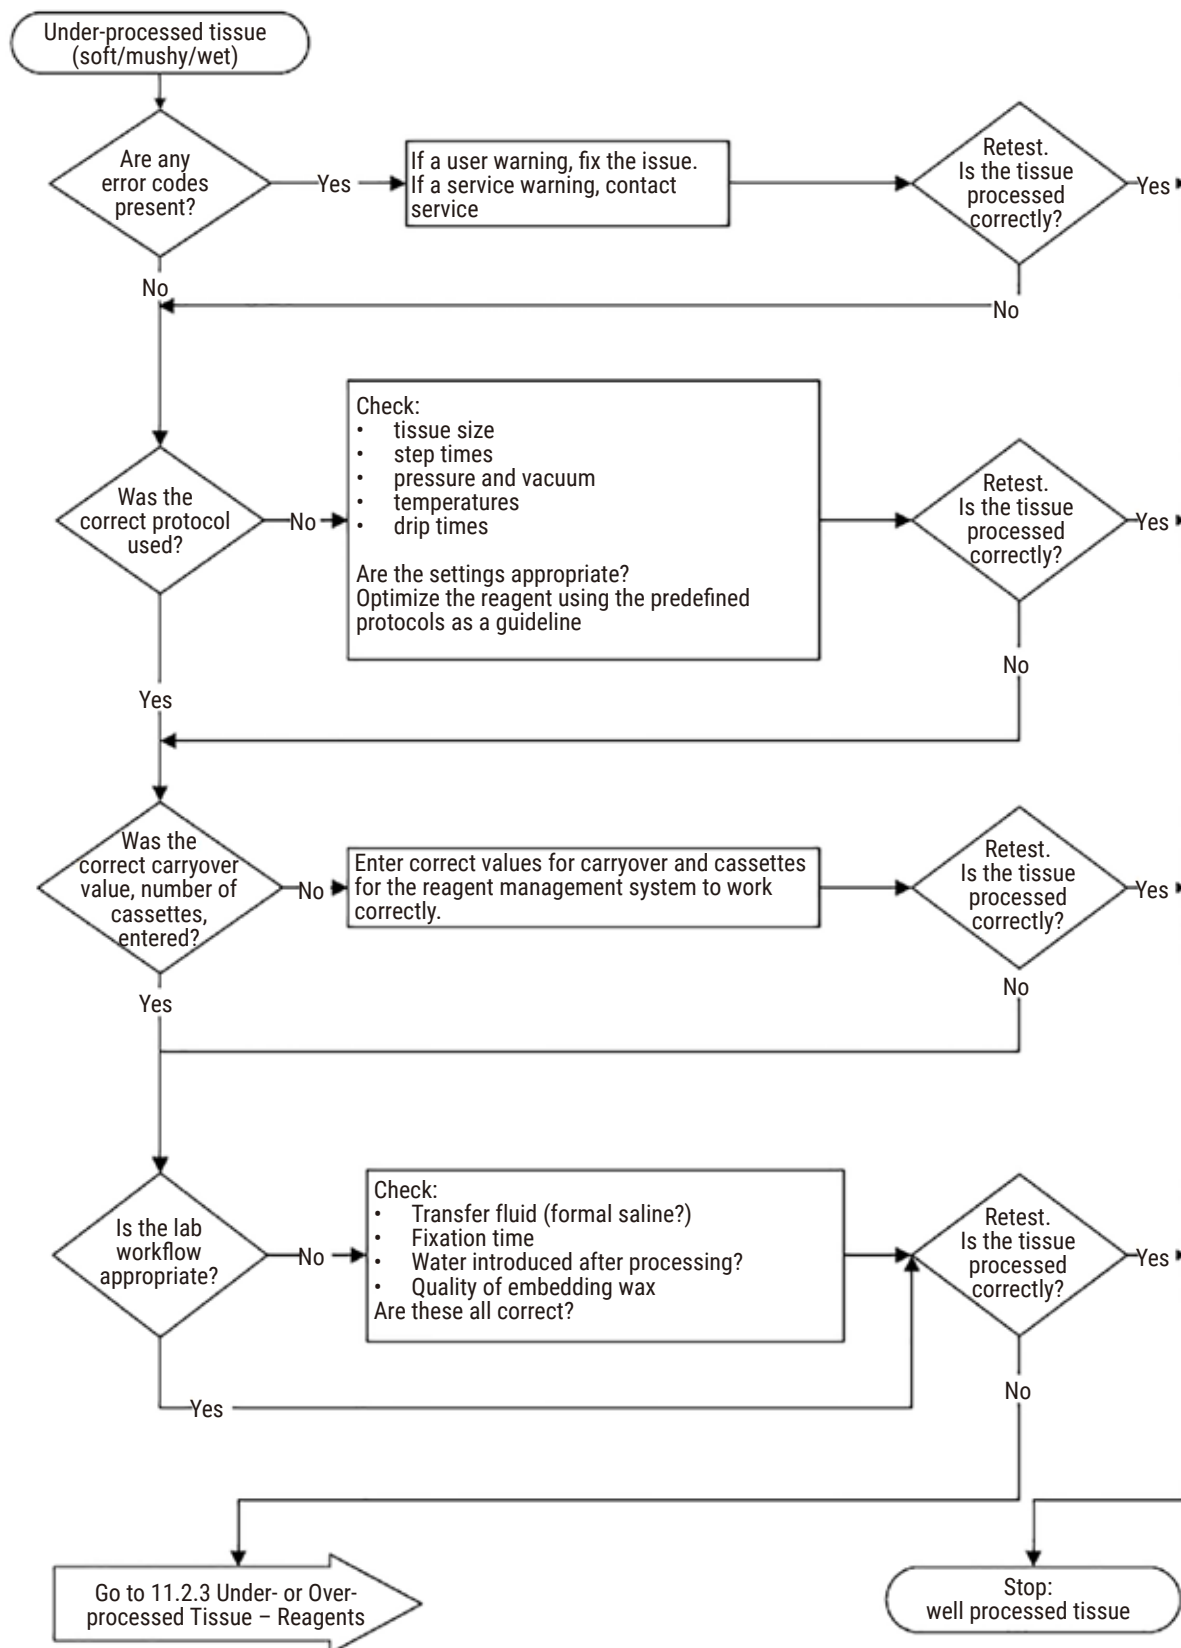 Under-processed tissue
(soft/mushy/wet)
Are any
error codes
present?
Yes
If a user warning, fix the issue.
If a service warning, contact
service
Retest.
Is the tissue
processed
correctly?
Yes
No
No
Was the
correct protocol
used?
No
Check:
• tissue size
• step times
• pressure and vacuum
• temperatures
• drip times
Are the settings appropriate?
Optimize the reagent using the predefined
protocols as a guideline
Retest.
Is the tissue
processed
correctly?
Yes
No
Yes
Was the
correct carryover
value, number of
cassettes,
entered?
No
Enter correct values for carryover and cassettes
for the reagent management system to work
correctly.
Retest.
Is the tissue
processed
correctly?
Yes
No
Yes
Is the lab
workflow
appropriate?
No
Check:
• Transfer fluid (formal saline?)
• Fixation time
• Water introduced after processing?
• Quality of embedding wax
Are these all correct?
Retest.
Is the tissue
processed
correctly?
Yes
No
Yes
Go to 11.2.3 Under- or Over-
processed Tissue – Reagents
Stop:
well processed tissue